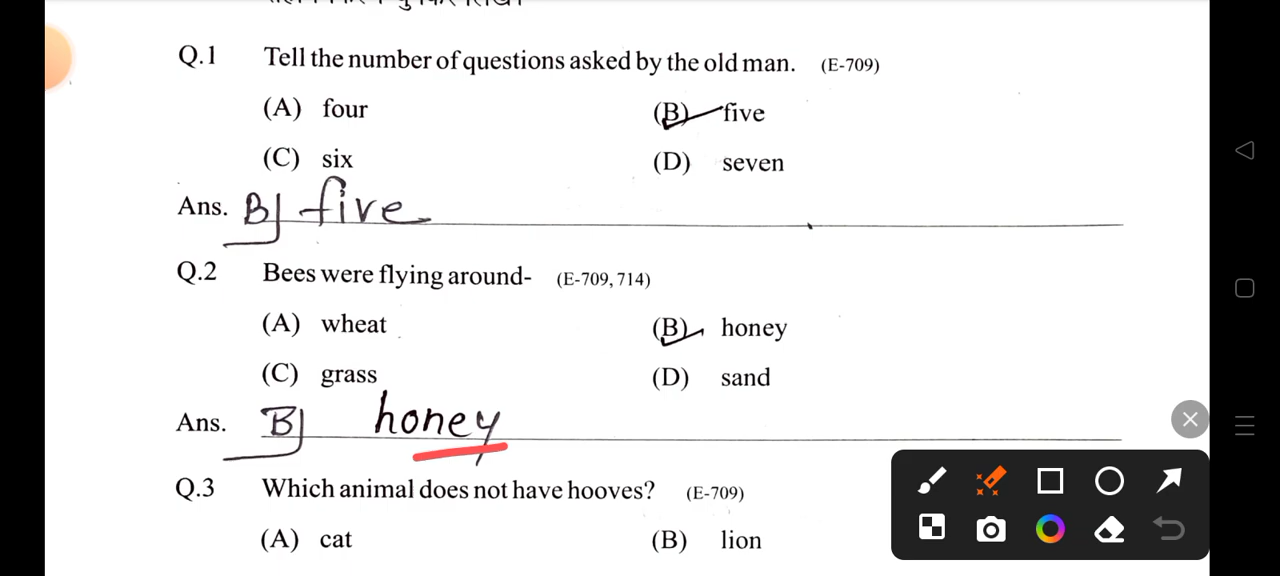 Q.1 Tell the number of questions asked by the old man. (E-709)
(A) four (B) five
(C) six (D) seven
Ans. B) five
Q.2 Bees were flying around- (E-709, 714)
(A) wheat (B) honey
(C) grass (D) sand
Ans. B) honey
Q.3 Which animal does not have hooves? (E-709)
(A) cat (B) lion